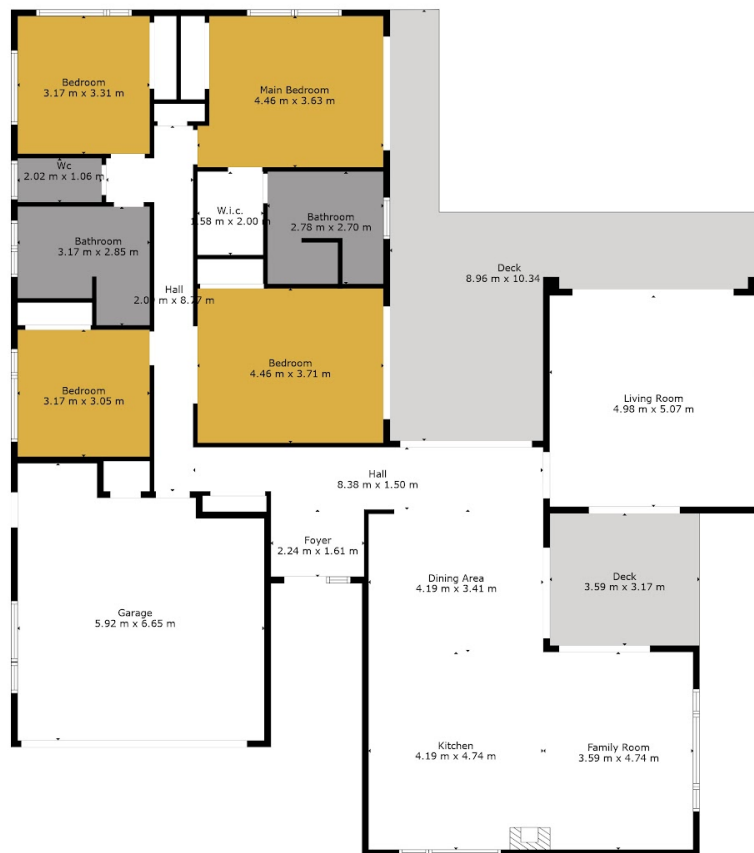 Bedroom
3.17 m x 3.31 m
Main Bedroom
4.46 m x 3.63 m
Wc
2.02 m x 1.06 m
W.i.c.
1.58 m x 2.00 m
Bathroom
2.78 m x 2.70 m
Bathroom
3.17 m x 2.85 m
Hall
2.09 m x 8.77 m
Deck
8.96 m x 10.34
Bedroom
3.17 m x 3.05 m
Bedroom
4.46 m x 3.71 m
Living Room
4.98 m x 5.07 m
Hall
8.38 m x 1.50 m
Foyer
2.24 m x 1.61 m
Dining Area
4.19 m x 3.41 m
Deck
3.59 m x 3.17 m
Garage
5.92 m x 6.65 m
Kitchen
4.19 m x 4.74 m
Family Room
3.59 m x 4.74 m